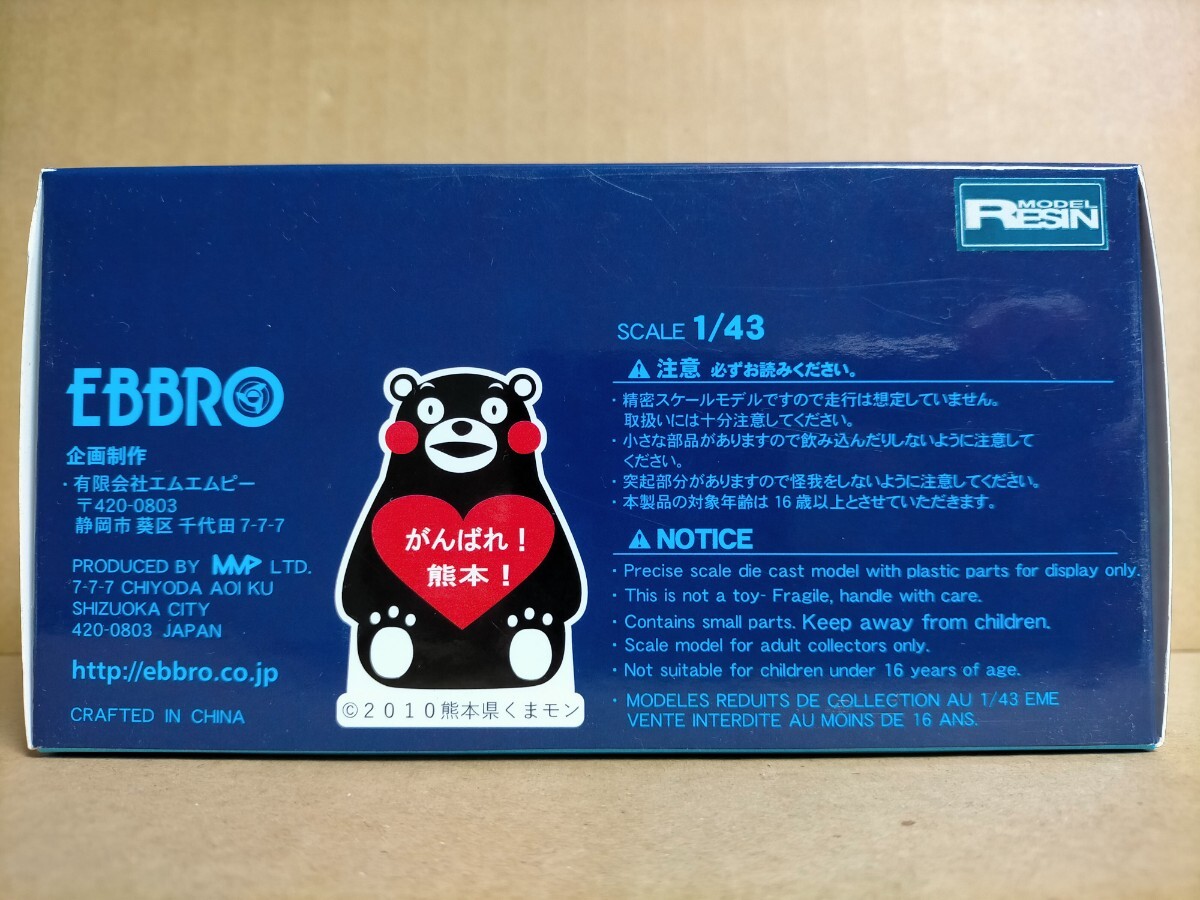 MODEL
RESIN
EBBRO
企画制作
・有限会社エムエムピー
〒420-0803
静岡市 葵区 千代田 7-7-7
PRODUCED BY MMP LTD.
7-7-7 CHIYODA AOI KU
SHIZUOKA CITY
420-0803 JAPAN
http://ebbro.co.jp
CRAFTED IN CHINA
がんばれ！
熊本！
©2010熊本県くまモン
SCALE 1/43
注意 必ずお読みください。
・精密スケールモデルですので走行は想定していません。
取扱いには十分注意してください。
・小さな部品がありますので飲み込んだりしないように注意して
ください。
・突起部分がありますので怪我をしないように注意してください。
・本製品の対象年齢は 16 歳以上とさせていただきます。
NOTICE
・Precise scale die cast model with plastic parts for display only.
・This is not a toy- Fragile, handle with care.
・Contains small parts. Keep away from children.
・Scale model for adult collectors only.
・Not suitable for children under 16 years of age.
・MODELES REDUITS DE COLLECTION AU 1/43 EME
VENTE INTERDITE AU MOINS DE 16 ANS.